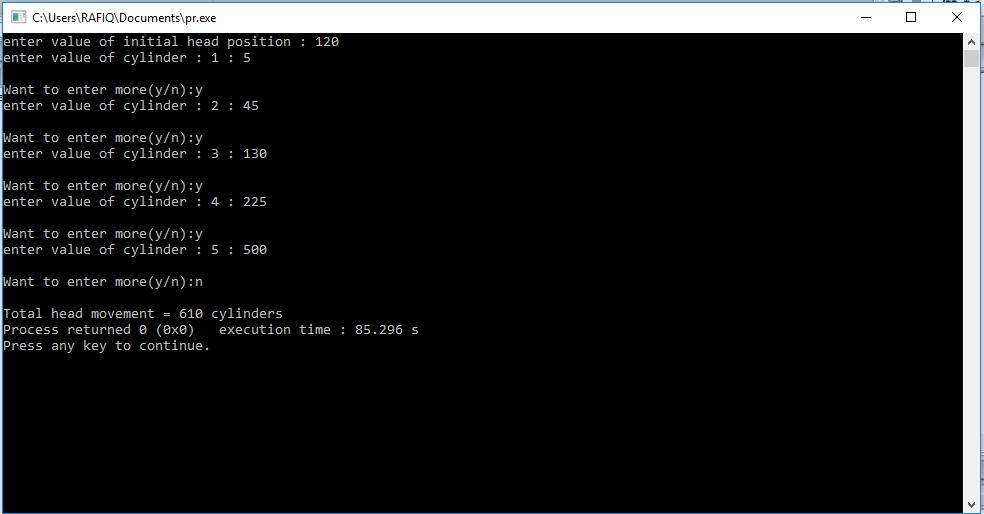 C:\Users\RAFIQ\Documents\pr.exe
enter value of initial head position : 120
enter value of cylinder : 1 : 5
Want to enter more(y/n):y
enter value of cylinder : 2 : 45
Want to enter more(y/n):y
enter value of cylinder : 3 : 130
Want to enter more(y/n):y
enter value of cylinder : 4 : 225
Want to enter more(y/n):y
enter value of cylinder : 5 : 500
Want to enter more(y/n):n
Total head movement = 610 cylinders
Process returned 0 (0x0)   execution time : 85.296 s
Press any key to continue.